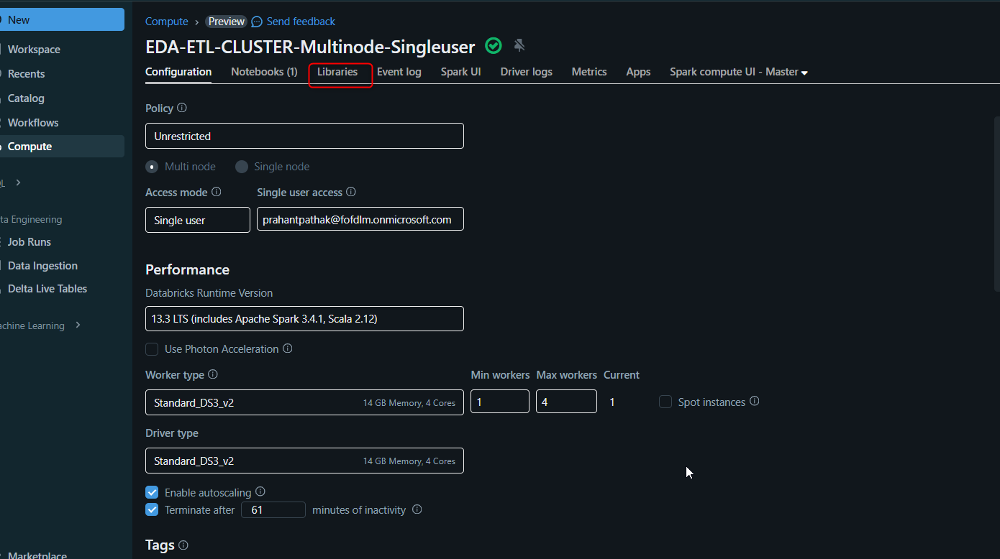 New
Workspace
Recents
Catalog
Workflows
Compute
Data Engineering
Job Runs
Data Ingestion
Delta Live Tables
Machine Learning
Marketplace
Compute > Preview Send feedback
EDA-ETL-CLUSTER-Multinode-Singleuser
Configuration Notebooks (1) Libraries Event log Spark UI Driver logs Metrics Apps Spark compute UI - Master
Policy
Unrestricted
Multi node Single node
Access mode Single user access
Single user prahantpathak@fofdlm.onmicrosoft.com
Performance
Databricks Runtime Version
13.3 LTS (includes Apache Spark 3.4.1, Scala 2.12)
Use Photon Acceleration
Worker type Min workers Max workers Current
Standard_DS3_v2 14 GB Memory, 4 Cores 1 4 1 Spot instances
Driver type
Standard_DS3_v2 14 GB Memory, 4 Cores
Enable autoscaling
Terminate after 61 minutes of inactivity
Tags